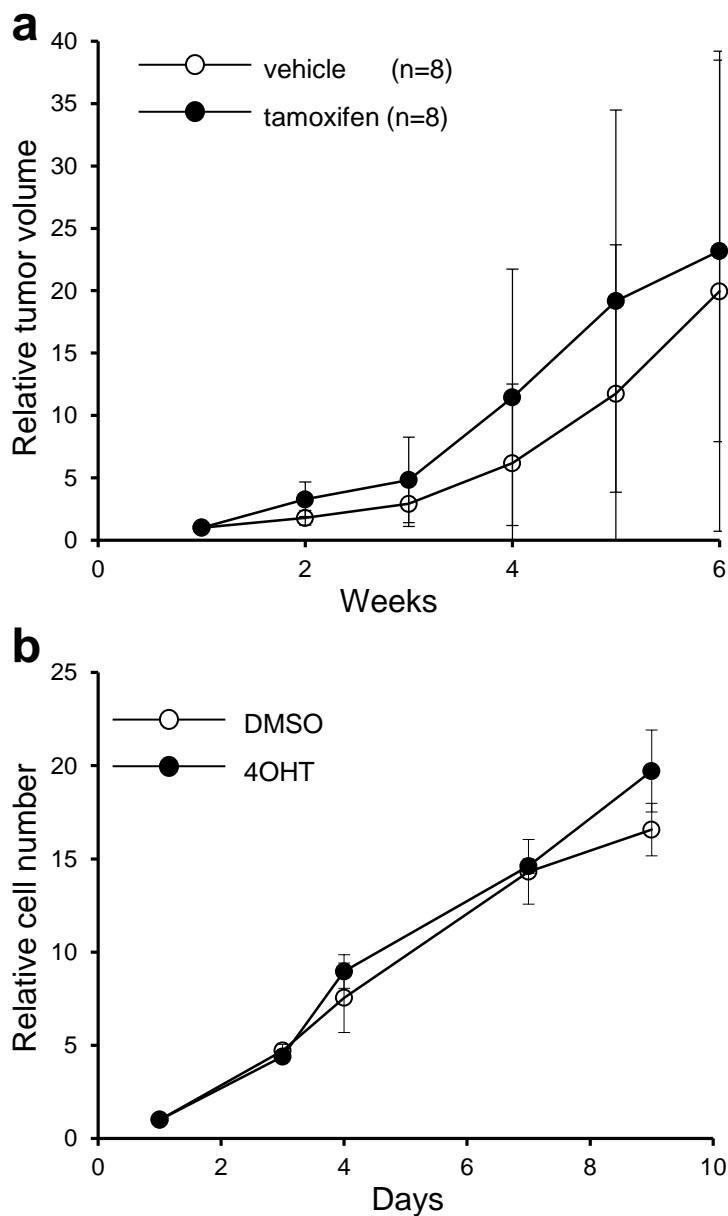 a
40
35
30
25
20
15
10
5
0
Relative tumor volume
vehicle (n=8)
tamoxifen (n=8)
0 2 4 6
Weeks
b
25
20
15
10
5
0
Relative cell number
DMSO
4OHT
0 2 4 6 8 10
Days